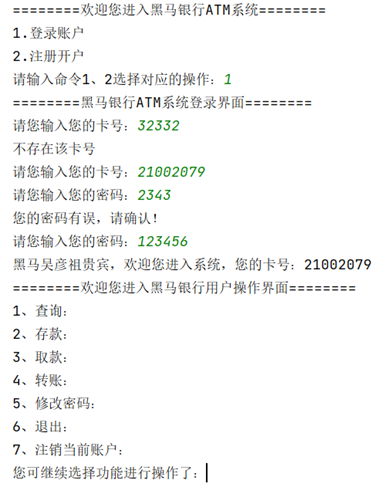 ========欢迎您进入黑马银行ATM系统========
1.登录账户
2.注册开户
请输入命令1、2选择对应的操作：1
========黑马银行ATM系统登录界面========
请您输入您的卡号：32332
不存在该卡号
请您输入您的卡号：21002079
请您输入您的密码：2343
您的密码有误，请确认！
请您输入您的密码：123456
黑马吴彦祖贵宾，欢迎您进入系统，您的卡号：21002079
========欢迎您进入黑马银行用户操作界面========
1、查询：
2、存款：
3、取款：
4、转账：
5、修改密码：
6、退出：
7、注销当前账户：
您可继续选择功能进行操作了：